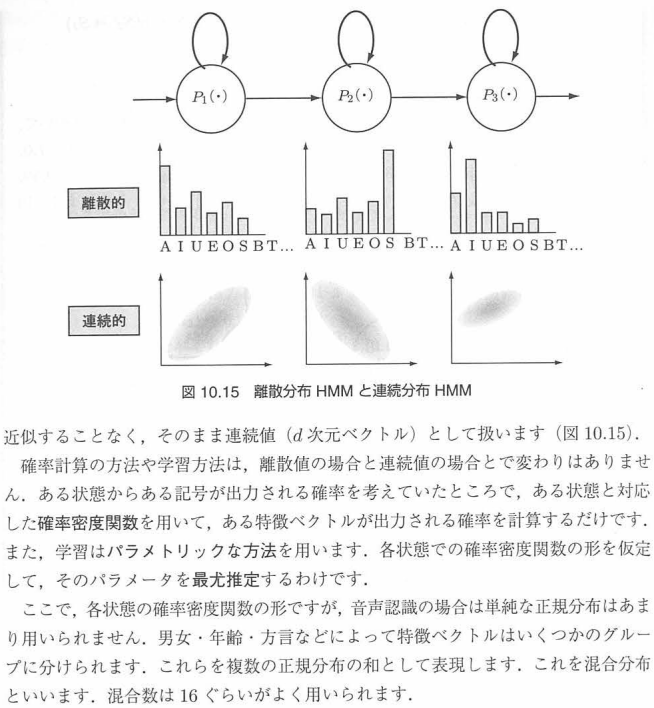 P1(・) P2(・) P3(・)
離散的
A I U E O S B T… A I U E O S B T… A I U E O S B T…
連続的
図 10.15 離散分布 HMM と連続分布 HMM
近似することなく，そのまま連続値（d 次元ベクトル）として扱います（図 10.15）．
確率計算の方法や学習方法は，離散値の場合と連続値の場合とで変わりはありませ
ん．ある状態からある記号が出力される確率を考えていたところで，ある状態と対応
した確率密度関数を用いて，ある特徴ベクトルが出力される確率を計算するだけです．
また，学習はパラメトリックな方法を用います．各状態での確率密度関数の形を仮定
して，そのパラメータを最尤推定するわけです．
ここで，各状態の確率密度関数の形ですが，音声認識の場合は単純な正規分布はあま
り用いられません．男女・年齢・方言などによって特徴ベクトルはいくつかのグルー
プに分けられます．これらを複数の正規分布の和として表現します．これを混合分布
といいます．混合数は 16 ぐらいがよく用いられます．